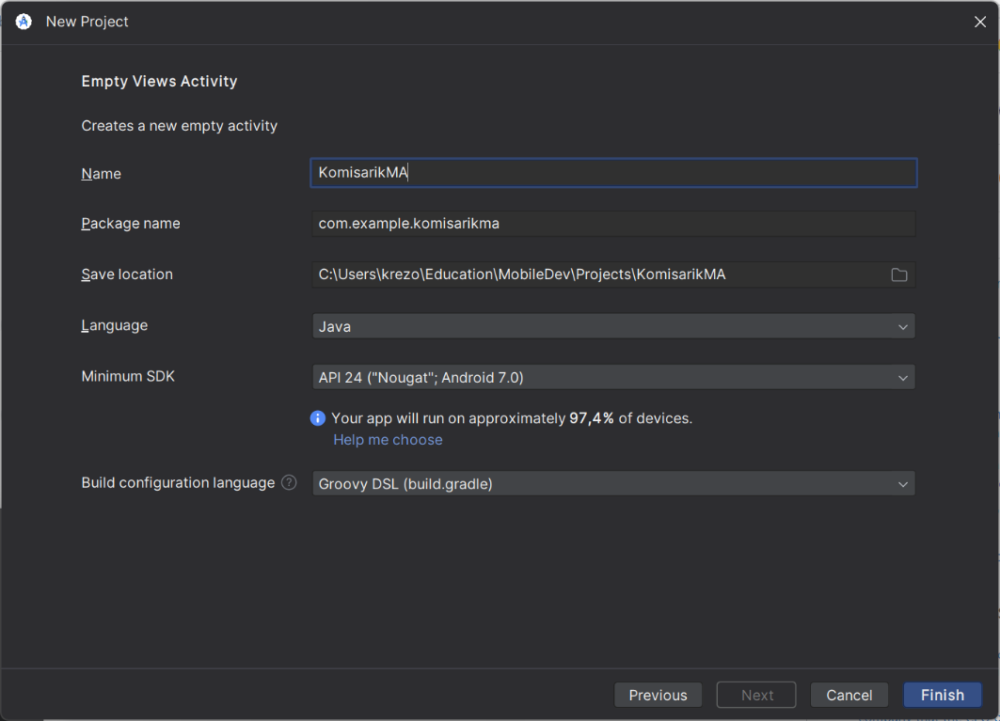 New Project
Empty Views Activity
Creates a new empty activity
Name KomisarikMA
Package name com.example.komisarikma
Save location C:\Users\krezo\Education\MobileDev\Projects\KomisarikMA
Language Java
Minimum SDK API 24 ("Nougat"; Android 7.0)
Your app will run on approximately 97,4% of devices.
Help me choose
Build configuration language ? Groovy DSL (build.gradle)
Previous Next Cancel Finish